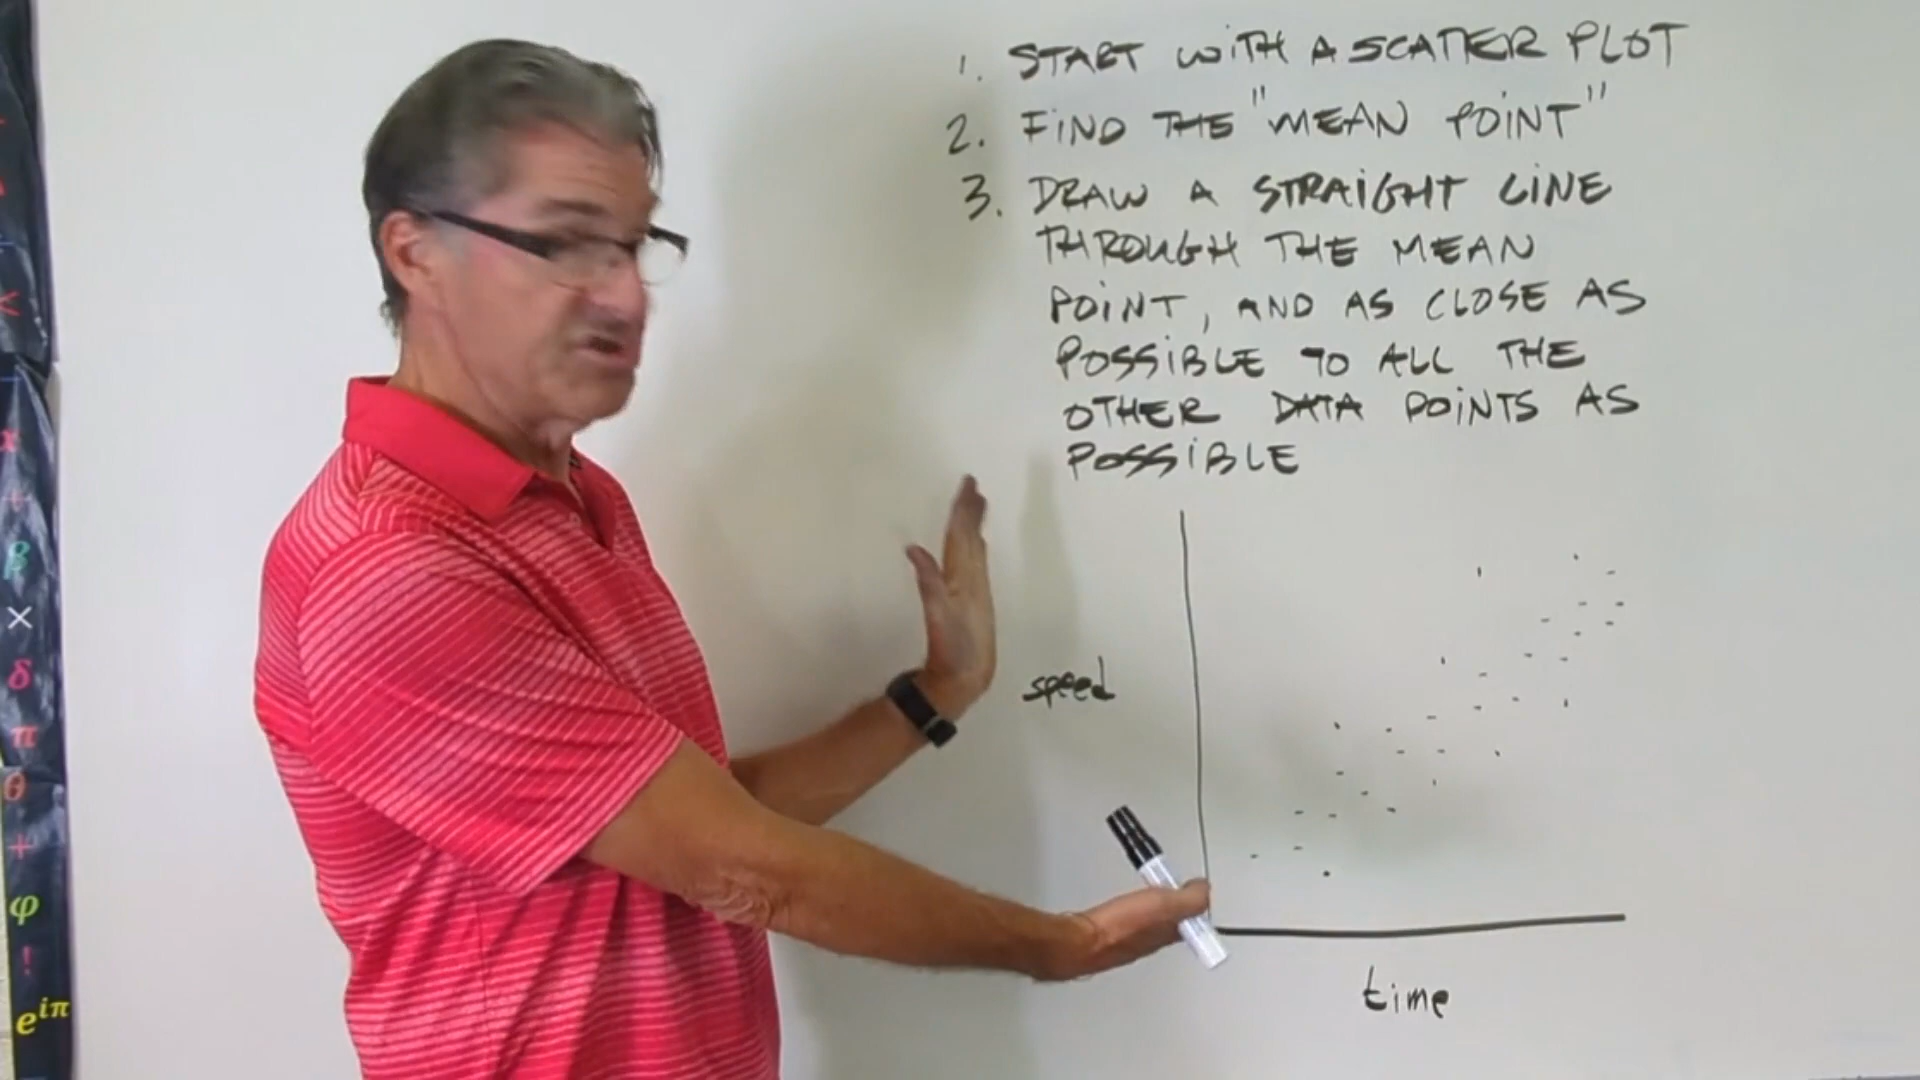 1. START WITH A SCATTER PLOT
2. FIND THE "MEAN POINT"
3. DRAW A STRAIGHT LINE
THROUGH THE MEAN
POINT, AND AS CLOSE AS
POSSIBLE TO ALL THE
OTHER DATA POINTS AS
POSSIBLE
speed
time
<
α
+
β
×
δ
π
θ
+
φ
!
e^{iπ}